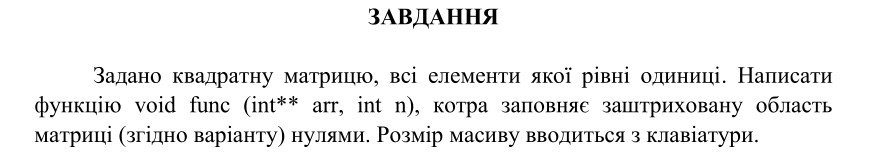 ЗАВДАННЯ
Задано квадратну матрицю, всі елементи якої рівні одиниці. Написати
функцію void func (int** arr, int n), котра заповняє заштриховану область
матриці (згідно варіанту) нулями. Розмір масиву вводиться з клавіатури.